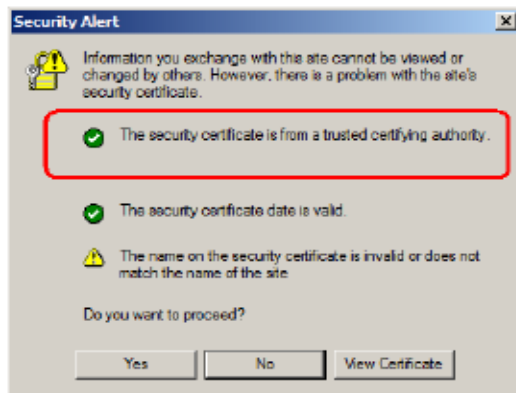 Security Alert
Information you exchange with this site cannot be viewed or
changed by others. However, there is a problem with the site's
security certificate.
The security certificate is from a trusted certifying authority.
The security certificate date is valid.
The name on the security certificate is invalid or does not
match the name of the site
Do you want to proceed?
Yes
No
View Certificate